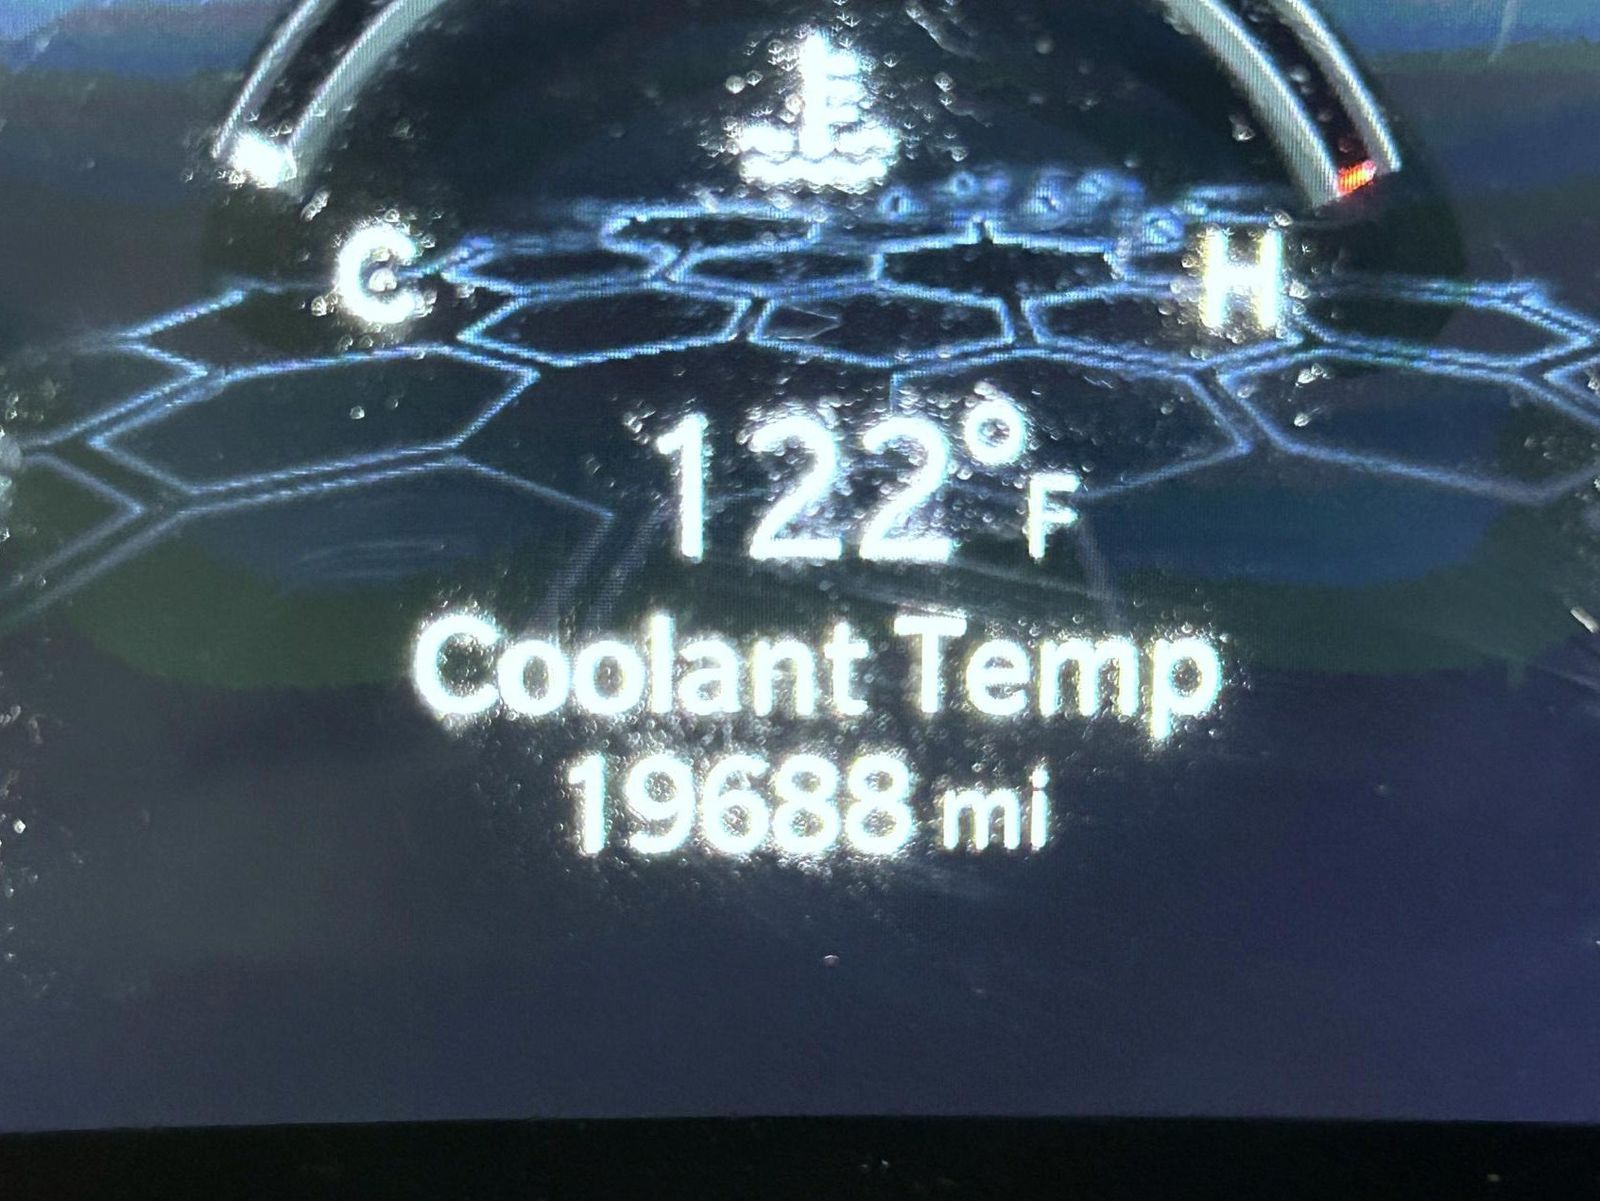 C H
122°F
Coolant Temp
19688 mi